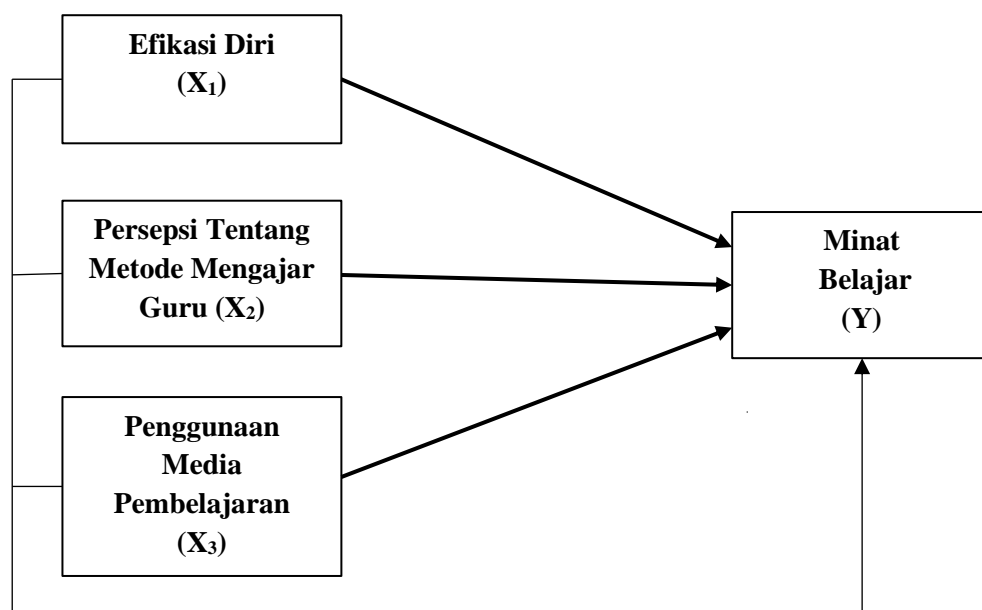 Efikasi Diri
(X₁)
Persepsi Tentang
Metode Mengajar
Guru (X₂)
Penggunaan
Media
Pembelajaran
(X₃)
Minat
Belajar
(Y)